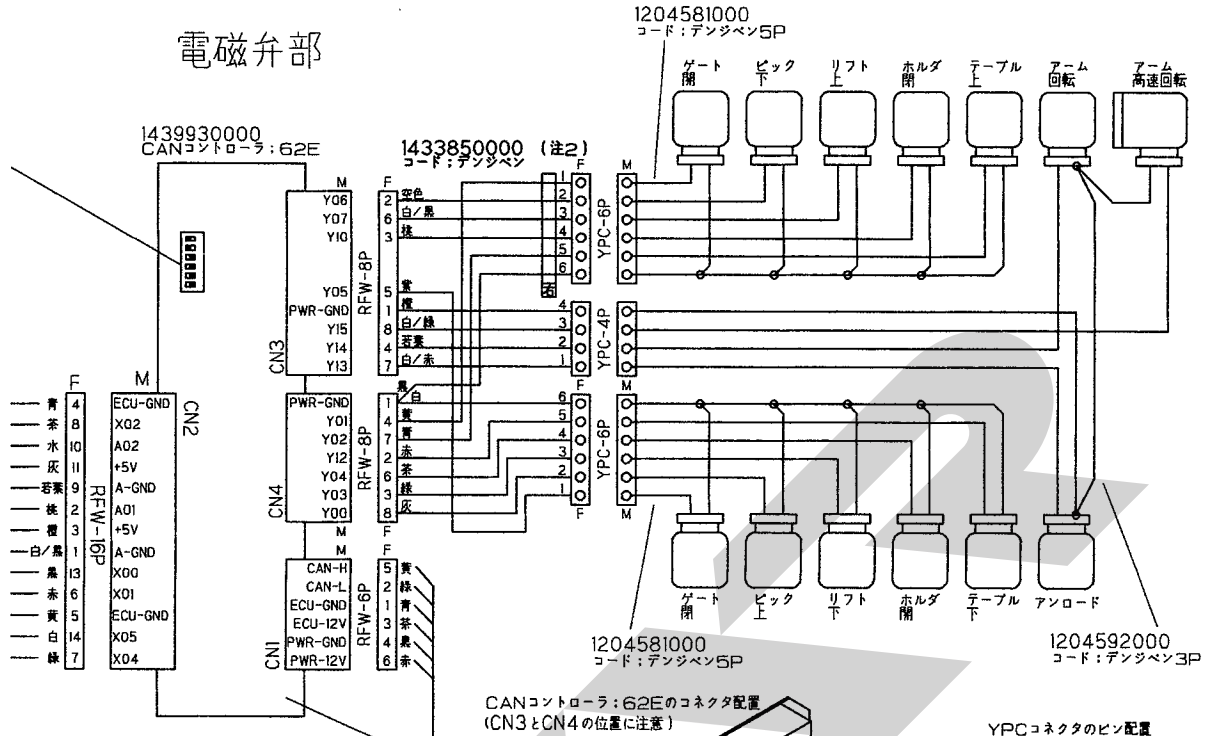 電磁弁部
1204581000
コード:デンジベン5P
ゲート
開
ピック
下
リフト
上
ホルダ
閉
テーブル
上
アーム
回転
アーム
高速回転
1439930000
CANコントローラ:62E
1433850000 (注2)
コード:デンジベン
M
Y06
Y07
Y10
Y05
PWR-GND
Y15
Y14
Y13
CN3
RFW-8P
F
2 空色
6 白/黒
3 桃
5 紫
1 橙
8 白/緑
4 若葉
7 白/赤
F
1
2
3
4
5
6
右
M
YPC-6P
4
3
2
1
YPC-4P
F
M
PWR-GND
Y01
Y02
Y12
Y04
Y03
Y00
M
CN4
RFW-8P
黒
白
1
4 黄
7 青
2 赤
6 茶
3 緑
8 灰
F
6
5
4
3
2
1
F
YPC-6P
M
F
青 4
茶 8
水 10
灰 11
若葉 9
桃 2
橙 3
白/黒 1
黒 13
赤 6
黄 5
白 14
緑 7
RFW-16P
M
ECU-GND
X02
A02
+5V
A-GND
A01
+5V
A-GND
X00
X01
ECU-GND
X05
X04
CN2
M
CAN-H
CAN-L
ECU-GND
ECU-12V
PWR-GND
PWR-12V
CN1
RFW-6P
F
5 黄
2 緑
1 青
3 茶
4 黒
6 赤
ゲート
閉
ピック
上
リフト
下
ホルダ
開
テーブル
下
アンロード
1204581000
コード:デンジベン5P
1204592000
コード:デンジベン3P
CANコントローラ:62Eのコネクタ配置
(CN3とCN4の位置に注意)
YPCコネクタのピン配置